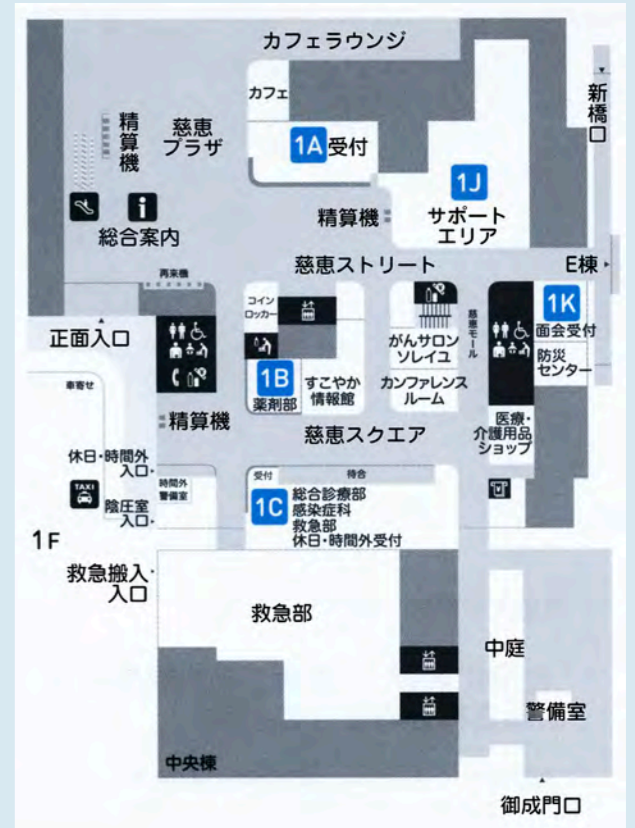 カフェラウンジ
カフェ
新橋口
精算機
慈恵
プラザ
1A 受付
1J
サポート
エリア
精算機
i
総合案内
慈恵ストリート
E棟
再来機
正面入口
コイン
ロッカー
がんサロン
ソレイユ
慈恵モール
1K
面会受付
防災
センター
車寄せ
1B
薬剤部
すこやか
情報館
カンファレンス
ルーム
精算機
慈恵スクエア
医療・
介護用品
ショップ
休日・時間外
入口
TAXI
時間外
警備室
陰圧室
入口
受付
待合
1C
総合診療部
感染症科
救急部
休日・時間外受付
1F
救急搬入
入口
救急部
中庭
警備室
中央棟
御成門口